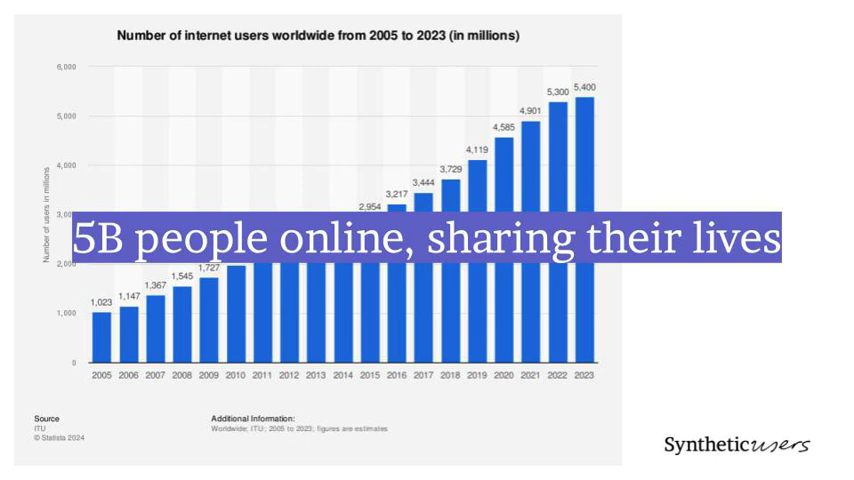 Number of internet users worldwide from 2005 to 2023 (in millions)
6,000
5,000
4,000
2,000
1,000
0
Number of users in millions
1,023
1,147
1,367
1,545
1,727
2,954
3,217
3,444
3,729
4,119
4,585
4,901
5,300
5,400
5B people online, sharing their lives
2005 2006 2007 2008 2009 2010 2011 2012 2013 2014 2015 2016 2017 2018 2019 2020 2021 2022 2023
Source
ITU
© Statista 2024
Additional Information:
Worldwide; ITU; 2005 to 2023; figures are estimates
Syntheticusers